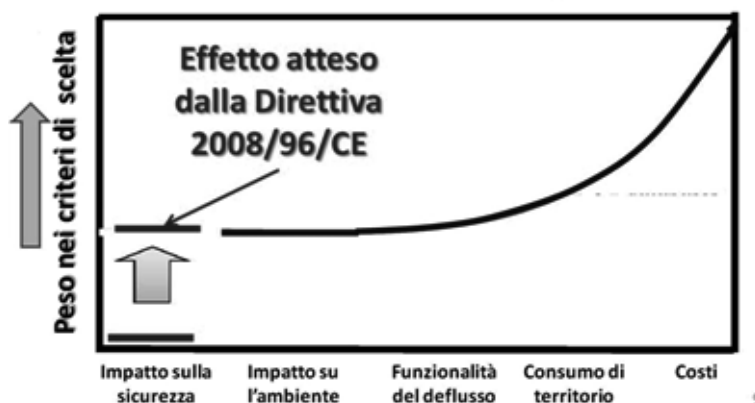 Peso nei criteri di scelta
Effetto atteso
dalla Direttiva
2008/96/CE
Impatto sulla
sicurezza
Impatto su
l'ambiente
Funzionalità
del deflusso
Consumo di
territorio
Costi